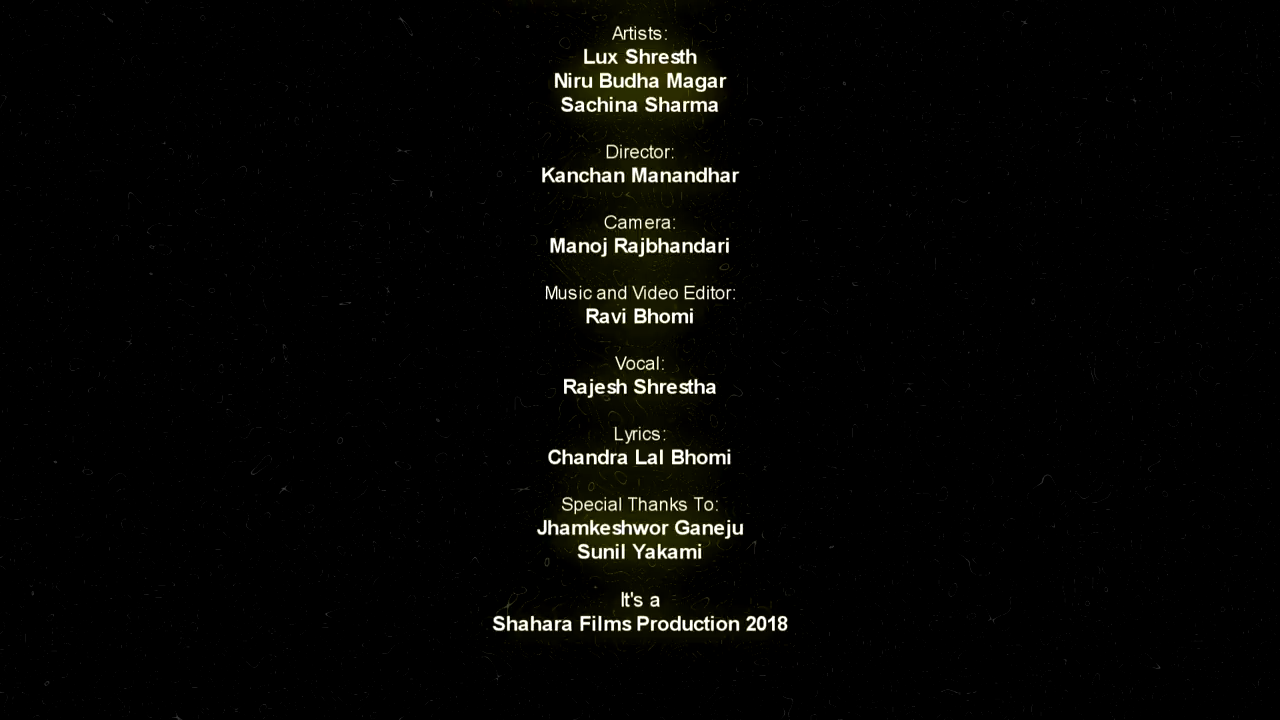 Artists:
Lux Shresth
Niru Budha Magar
Sachina Sharma
Director:
Kanchan Manandhar
Camera:
Manoj Rajbhandari
Music and Video Editor:
Ravi Bhomi
Vocal:
Rajesh Shrestha
Lyrics:
Chandra Lal Bhomi
Special Thanks To:
Jhamkeshwor Ganeju
Sunil Yakami
It's a
Shahara Films Production 2018